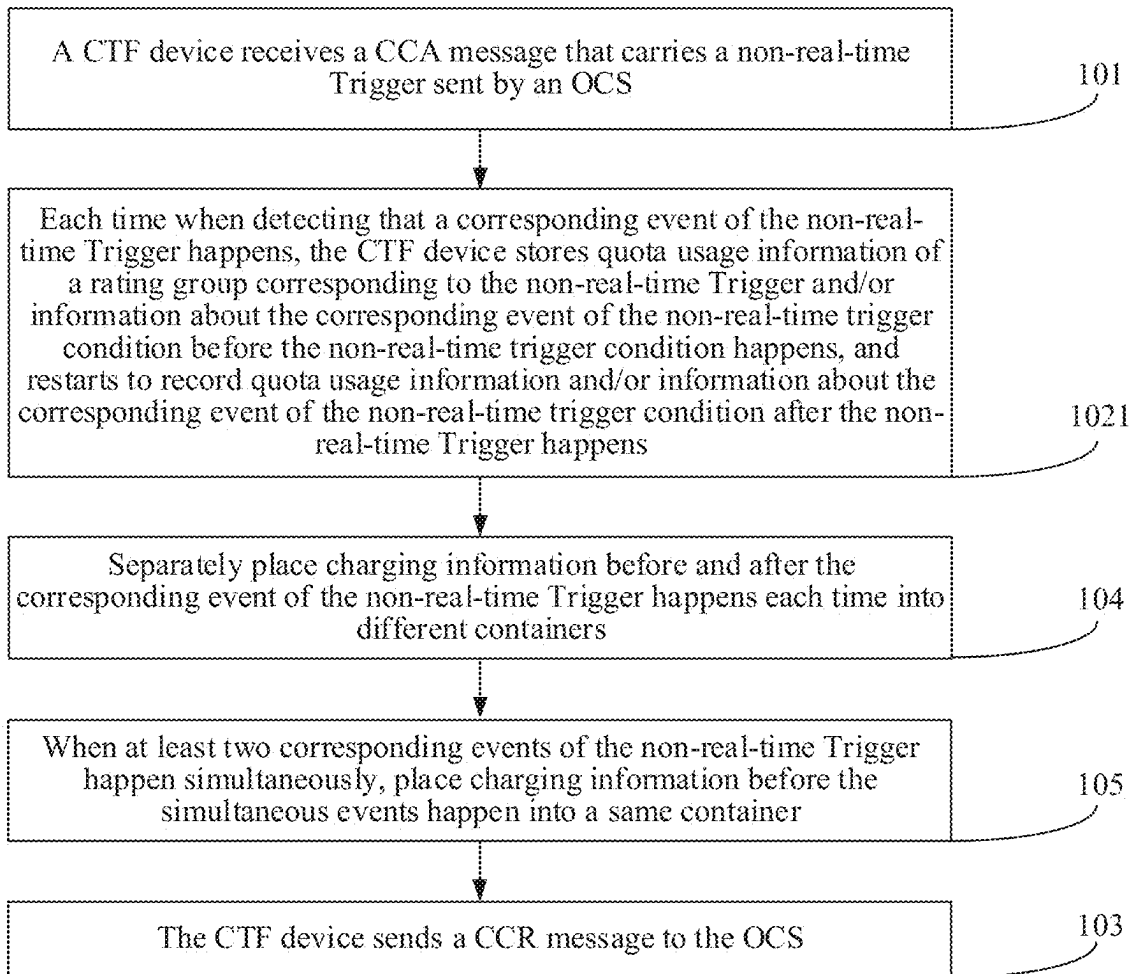 A CTF device receives a CCA message that carries a non-real-time
Trigger sent by an OCS
101
Each time when detecting that a corresponding event of the non-real-
time Trigger happens, the CTF device stores quota usage information of
a rating group corresponding to the non-real-time Trigger and/or
information about the corresponding event of the non-real-time trigger
condition before the non-real-time trigger condition happens, and
restarts to record quota usage information and/or information about the
corresponding event of the non-real-time trigger condition after the non-
real-time Trigger happens
1021
Separately place charging information before and after the
corresponding event of the non-real-time Trigger happens each time into
different containers
104
When at least two corresponding events of the non-real-time Trigger
happen simultaneously, place charging information before the
simultaneous events happen into a same container
105
The CTF device sends a CCR message to the OCS
103